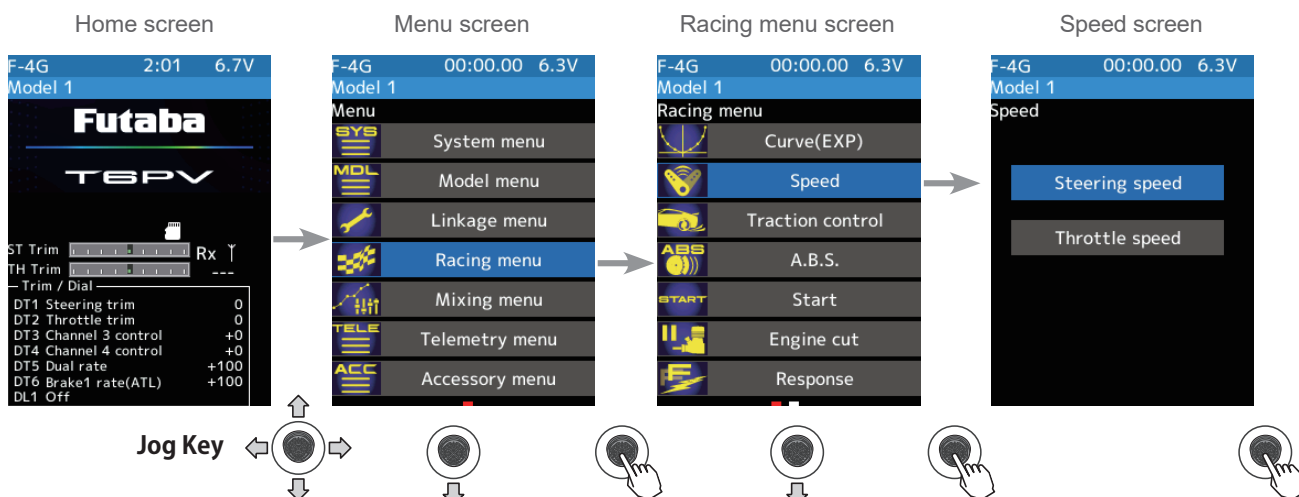 Home screen
Menu screen
Racing menu screen
Speed screen
F-4G 2:01 6.7V
Model 1
Futaba
T6PV
ST Trim Rx
TH Trim ---
Trim / Dial
DT1 Steering trim 0
DT2 Throttle trim 0
DT3 Channel 3 control +0
DT4 Channel 4 control +0
DT5 Dual rate +100
DT6 Brake1 rate(ATL) +100
DL1 Off
F-4G 00:00.00 6.3V
Model 1
Menu
SYS System menu
MDL Model menu
Linkage menu
Racing menu
Mixing menu
TELE Telemetry menu
ACC Accessory menu
F-4G 00:00.00 6.3V
Model 1
Racing menu
Curve(EXP)
Speed
Traction control
ABS A.B.S.
START Start
Engine cut
Response
F-4G 00:00.00 6.3V
Model 1
Speed
Steering speed
Throttle speed
Jog Key